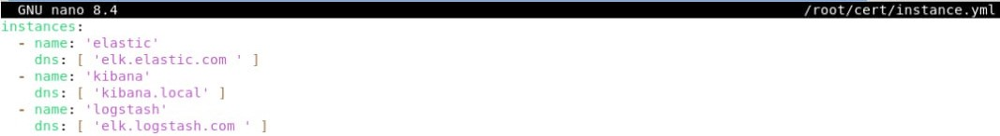 GNU nano 8.4 /root/cert/instance.yml
instances:
  - name: 'elastic'
    dns: [ 'elk.elastic.com ' ]
  - name: 'kibana'
    dns: [ 'kibana.local' ]
  - name: 'logstash'
    dns: [ 'elk.logstash.com ' ]